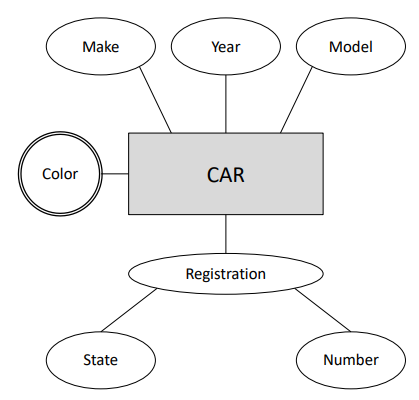 Make
Year
Model
Color
CAR
Registration
State
Number